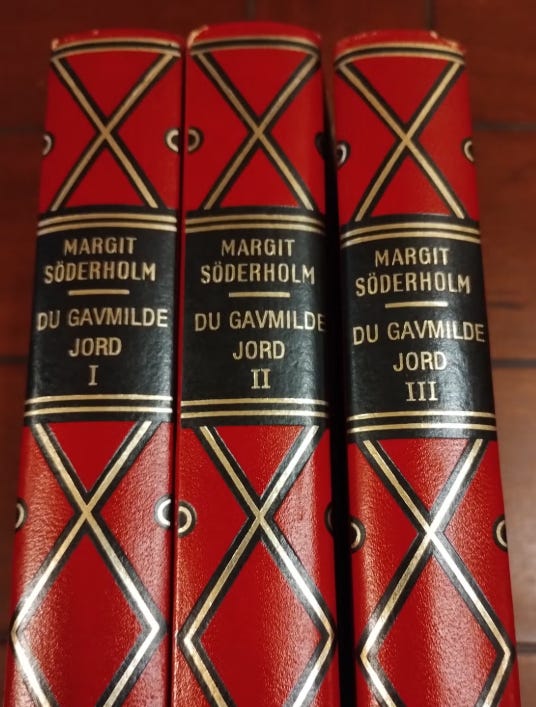 MARGIT
SÖDERHOLM
DU GAVMILDE
JORD
I
MARGIT
SÖDERHOLM
DU GAVMILDE
JORD
II
MARGIT
SÖDERHOLM
DU GAVMILDE
JORD
III